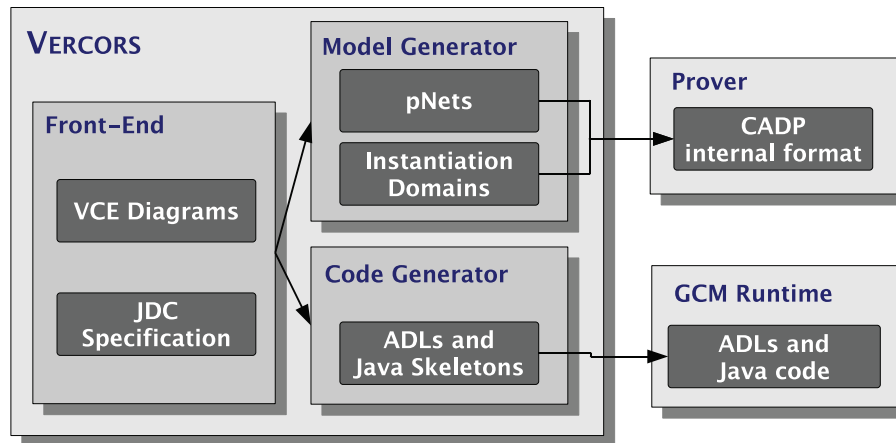 VERCORS
Front-End
VCE Diagrams
JDC
Specification
Model Generator
pNets
Instantiation
Domains
Code Generator
ADLs and
Java Skeletons
Prover
CADP
internal format
GCM Runtime
ADLs and
Java code